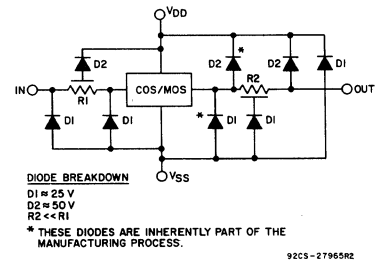 VDD
D2
* D2
D2
D1
R2
IN
R1
COS/MOS
OUT
D1
D1
* D1
D1
VSS
DIODE BREAKDOWN
D1 ≈ 25 V
D2 ≈ 50 V
R2 << R1
* THESE DIODES ARE INHERENTLY PART OF THE
MANUFACTURING PROCESS.
92CS-27965R2